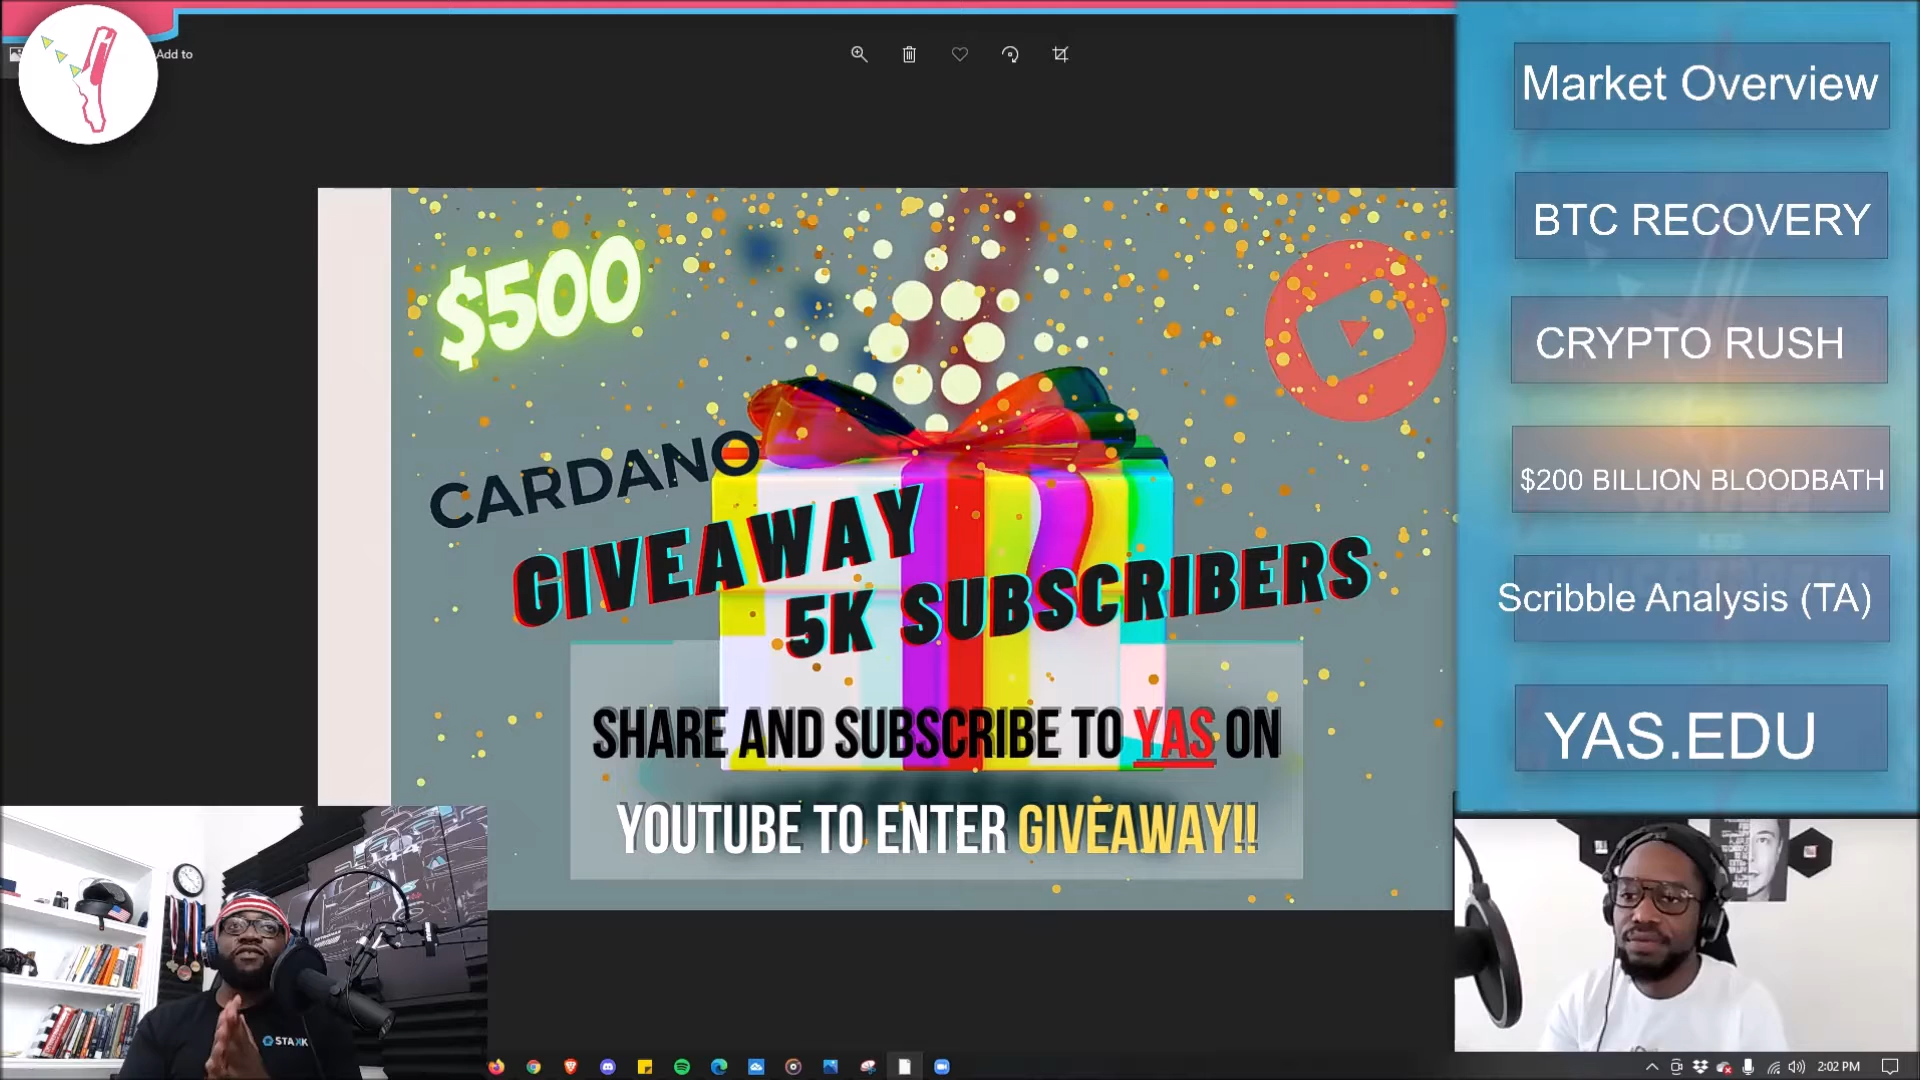 Add to
Market Overview
BTC RECOVERY
CRYPTO RUSH
$200 BILLION BLOODBATH
Scribble Analysis (TA)
YAS.EDU
$500
CARDANO
GIVEAWAY
5K SUBSCRIBERS
SHARE AND SUBSCRIBE TO YAS ON
YOUTUBE TO ENTER GIVEAWAY!!
STAKK
2:02 PM